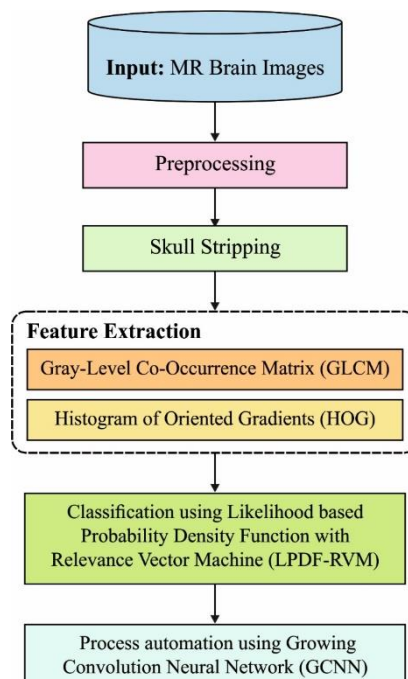 Input: MR Brain Images
Preprocessing
Skull Stripping
Feature Extraction
Gray-Level Co-Occurrence Matrix (GLCM)
Histogram of Oriented Gradients (HOG)
Classification using Likelihood based
Probability Density Function with
Relevance Vector Machine (LPDF-RVM)
Process automation using Growing
Convolution Neural Network (GCNN)